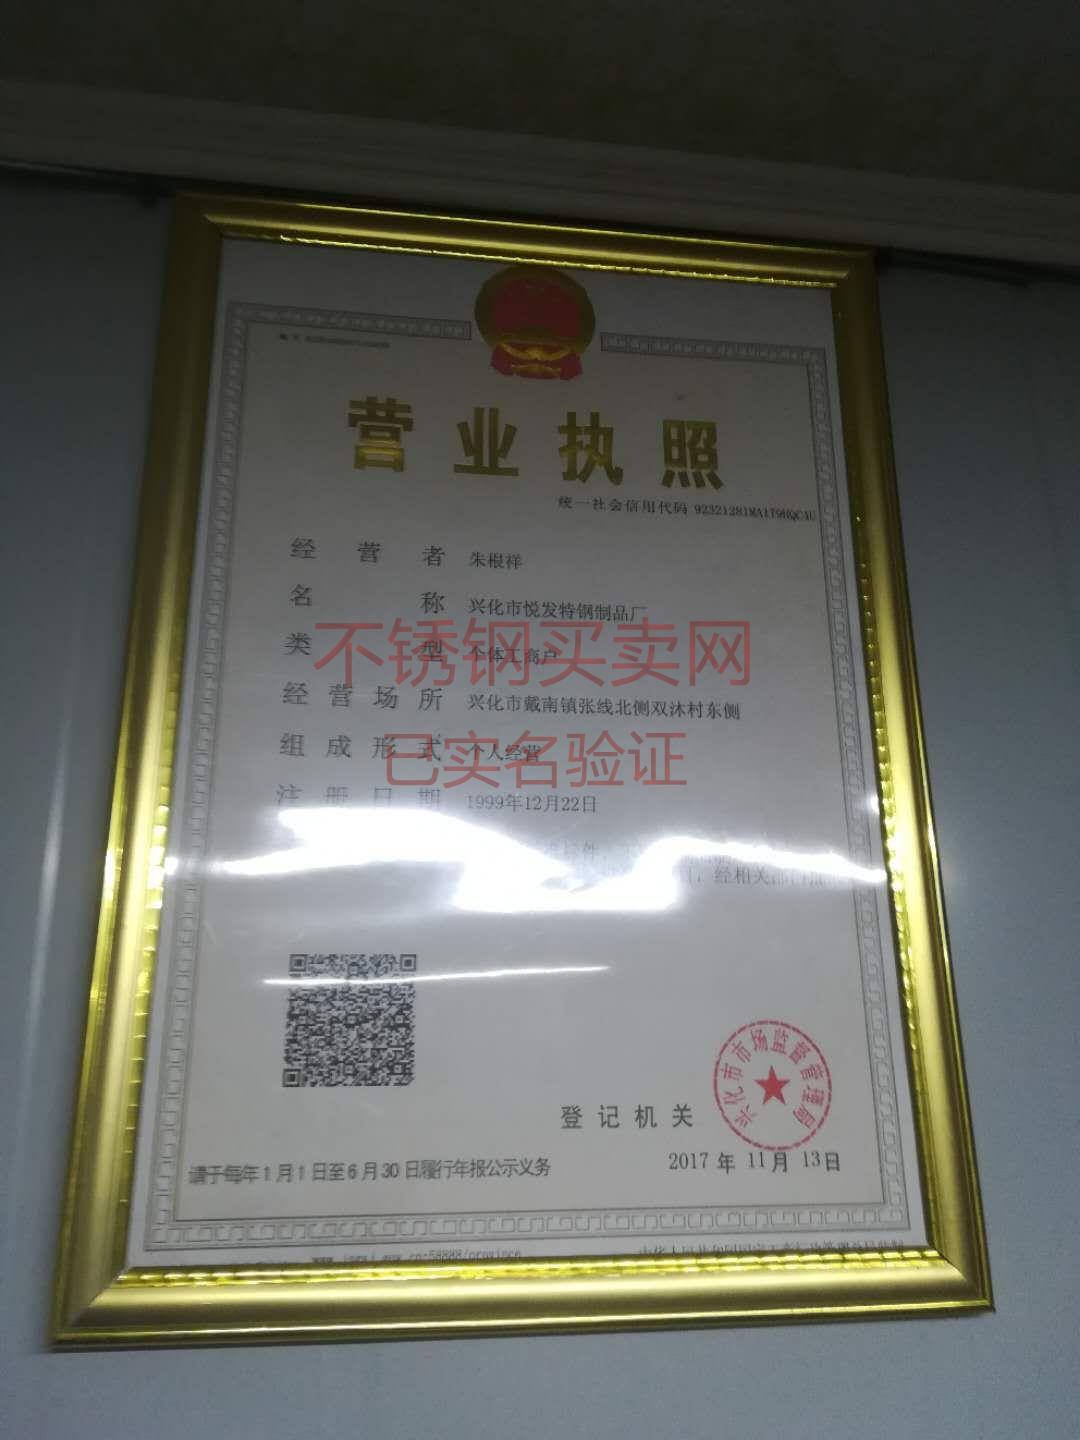 营业执照
统一社会信用代码 92321281MA179HQC4U
经营者 朱根祥
名称 兴化市悦发特钢制品厂
类型 个体工商户
经营场所 兴化市戴南镇张线北侧双沐村东侧
组成形式 个人经营
注册日期 1999年12月22日
经相关部门
兴化市市场监督管理局
登记机关
2017年11月13日
请于每年1月1日至6月30日履行年报公示义务
不锈钢买卖网
已实名验证